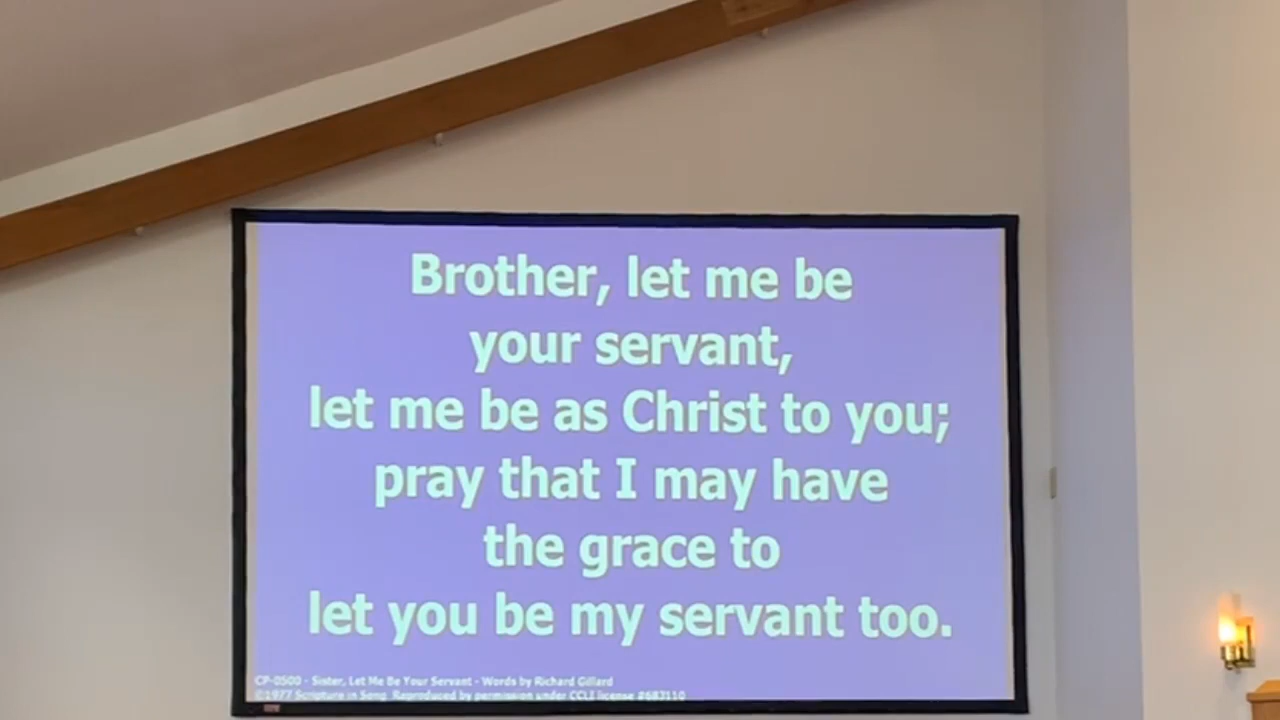 Brother, let me be
your servant,
let me be as Christ to you;
pray that I may have
the grace to
let you be my servant too.
CP-0500 - Sister, Let Me Be Your Servant - Words by Richard Gillard
©1977 Scripture in Song. Reproduced by permission under CCLI license #683110